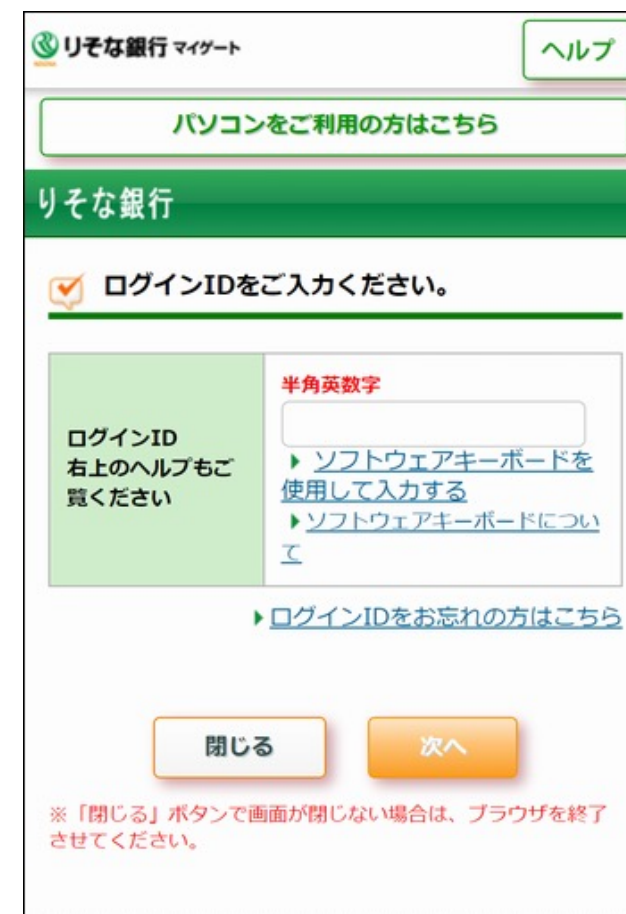 りそな銀行 マイゲート
ヘルプ
パソコンをご利用の方はこちら
りそな銀行
ログインIDをご入力ください。
ログインID
右上のヘルプもご
覧ください
半角英数字
ソフトウェアキーボードを
使用して入力する
ソフトウェアキーボードについ
て
ログインIDをお忘れの方はこちら
閉じる
次へ
※「閉じる」ボタンで画面が閉じない場合は、ブラウザを終了
させてください。